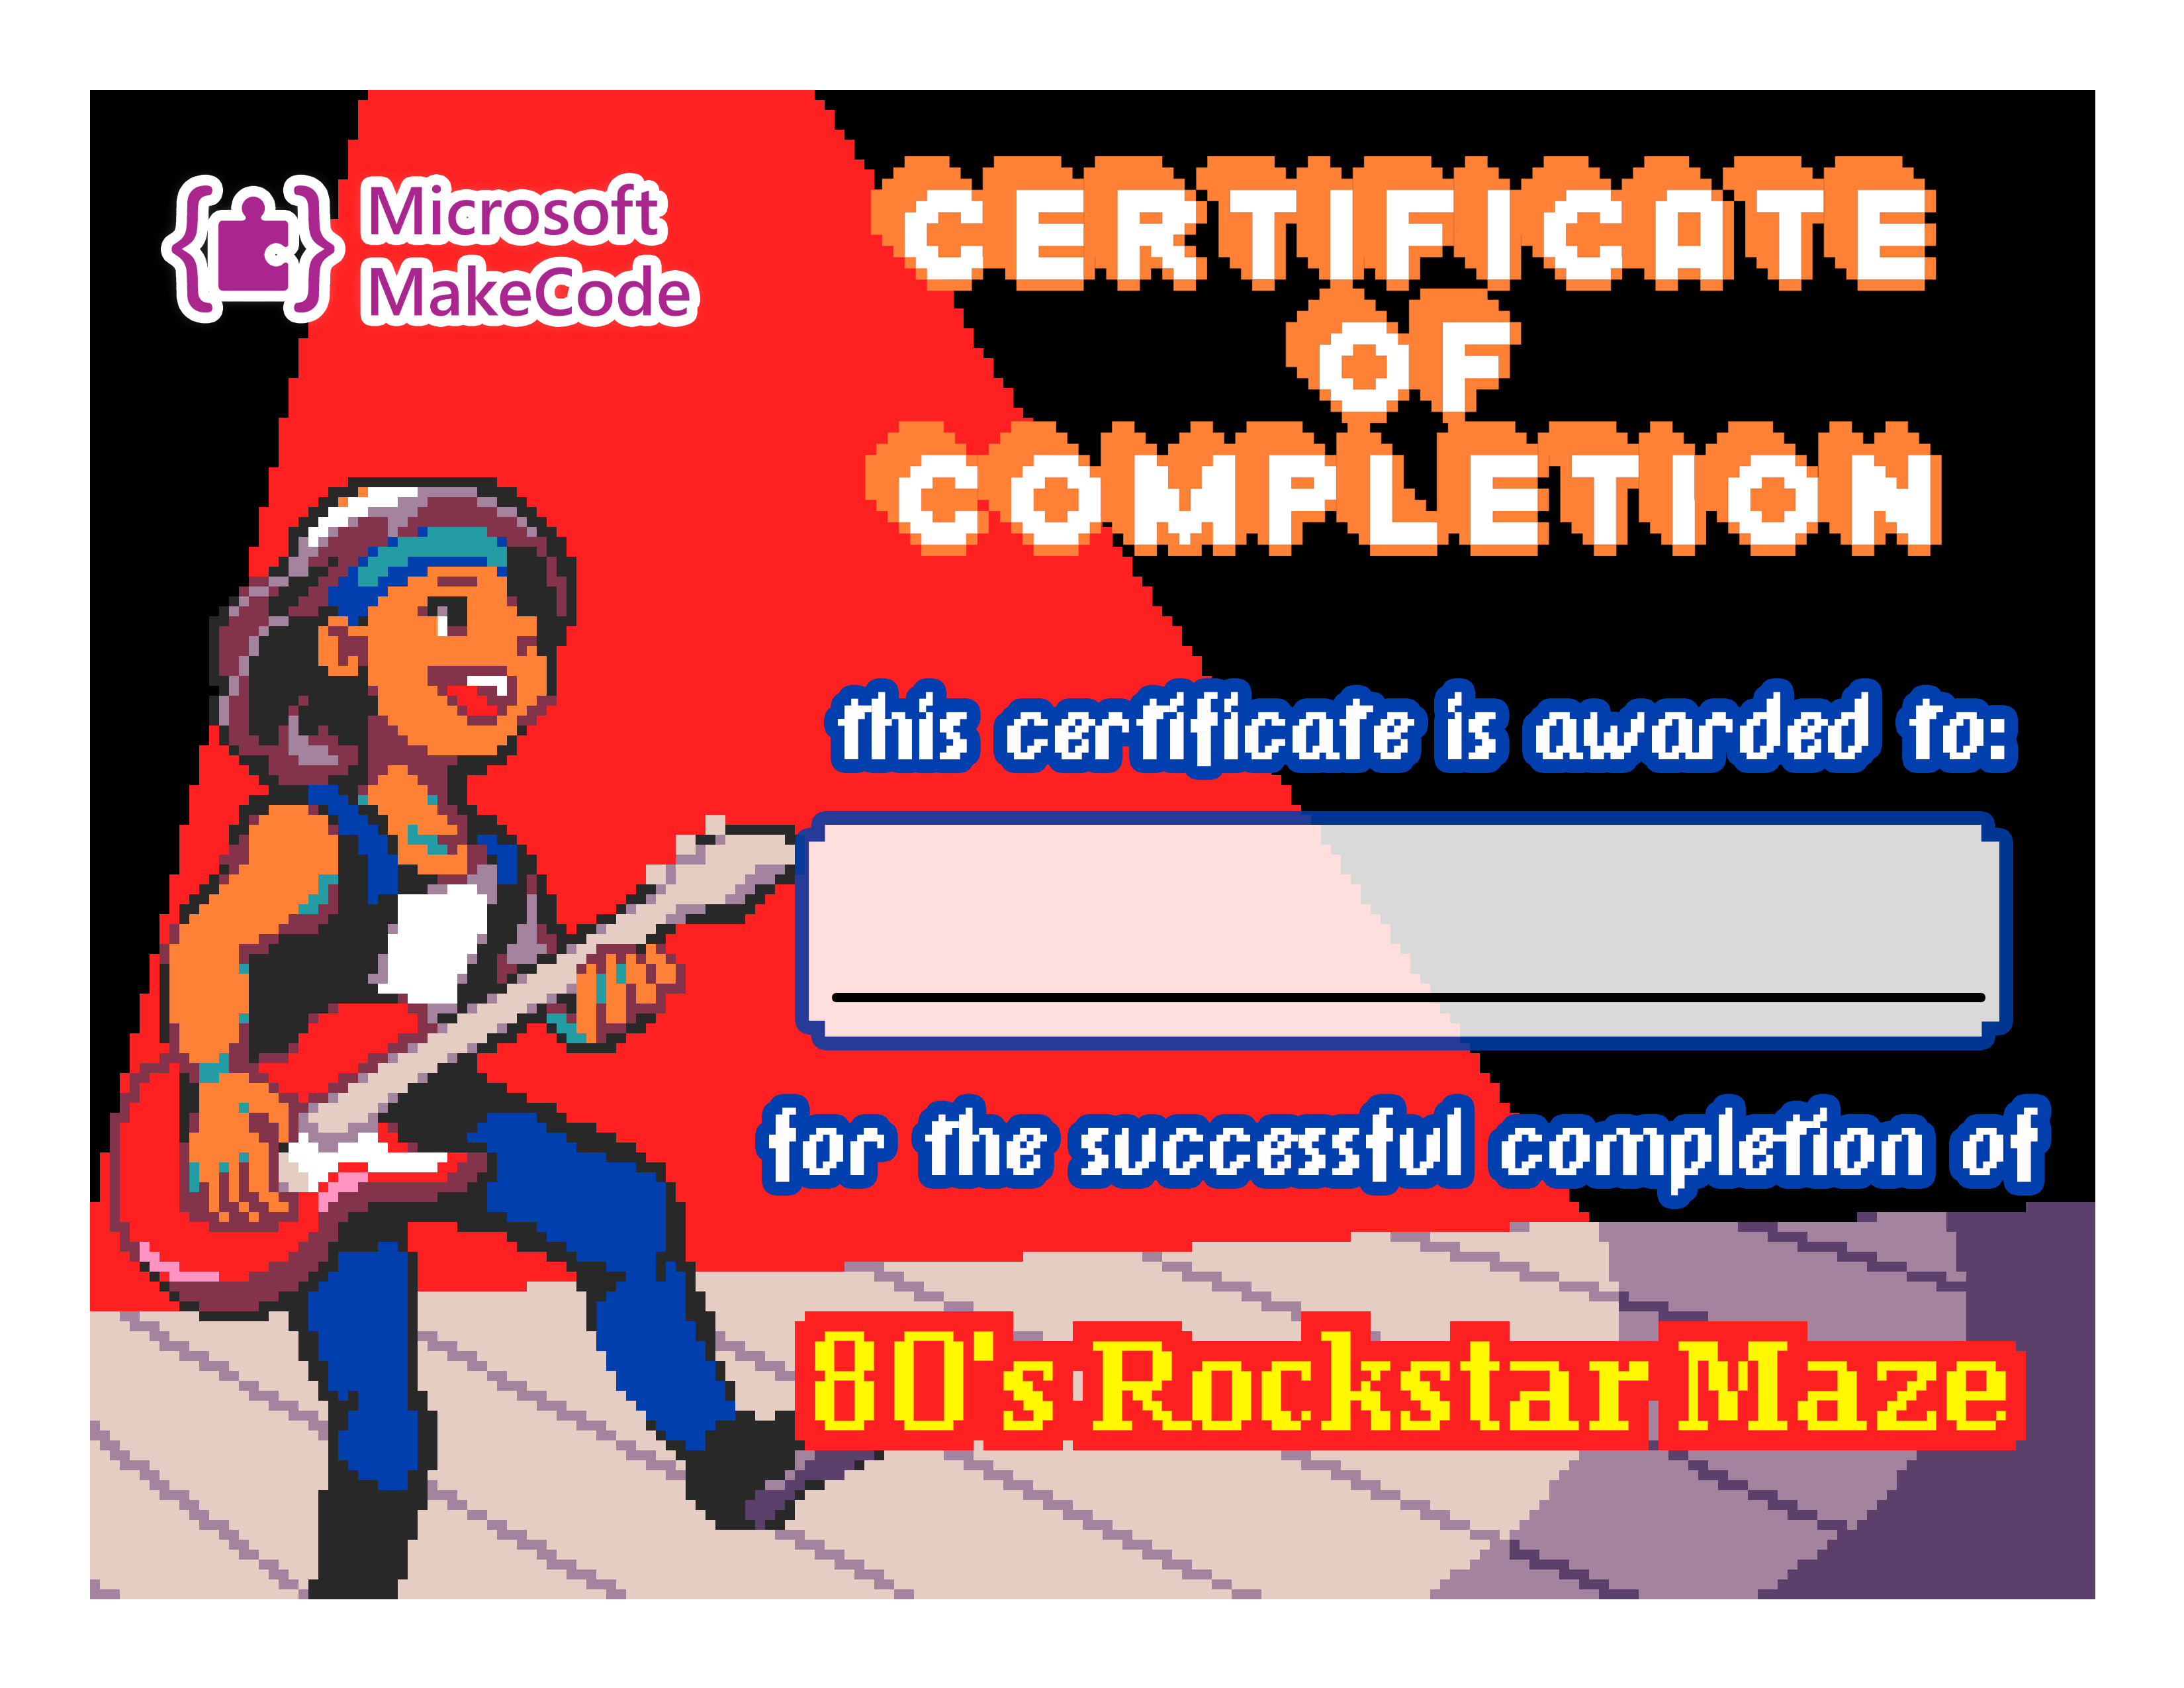 Microsoft
MakeCode
CERTIFICATE
OF
COMPLETION
this certificate is awarded to:
for the successful completion of
80's Rockstar Maze